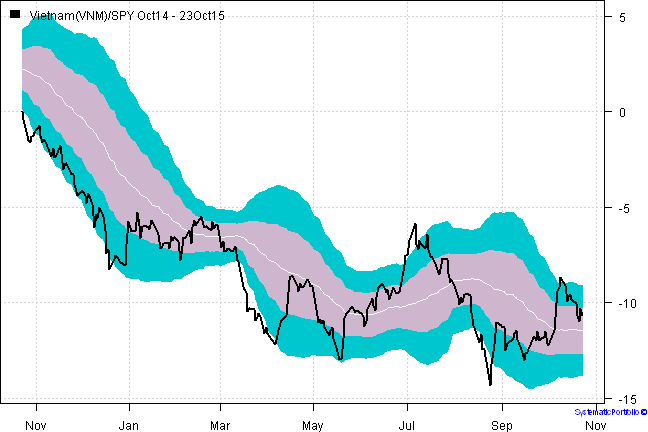 Vietnam(VNM)/SPY Oct14 - 23Oct15
5
0
-5
-10
-15
SystematicPortfolio ©
Nov Jan Mar May Jul Sep Nov